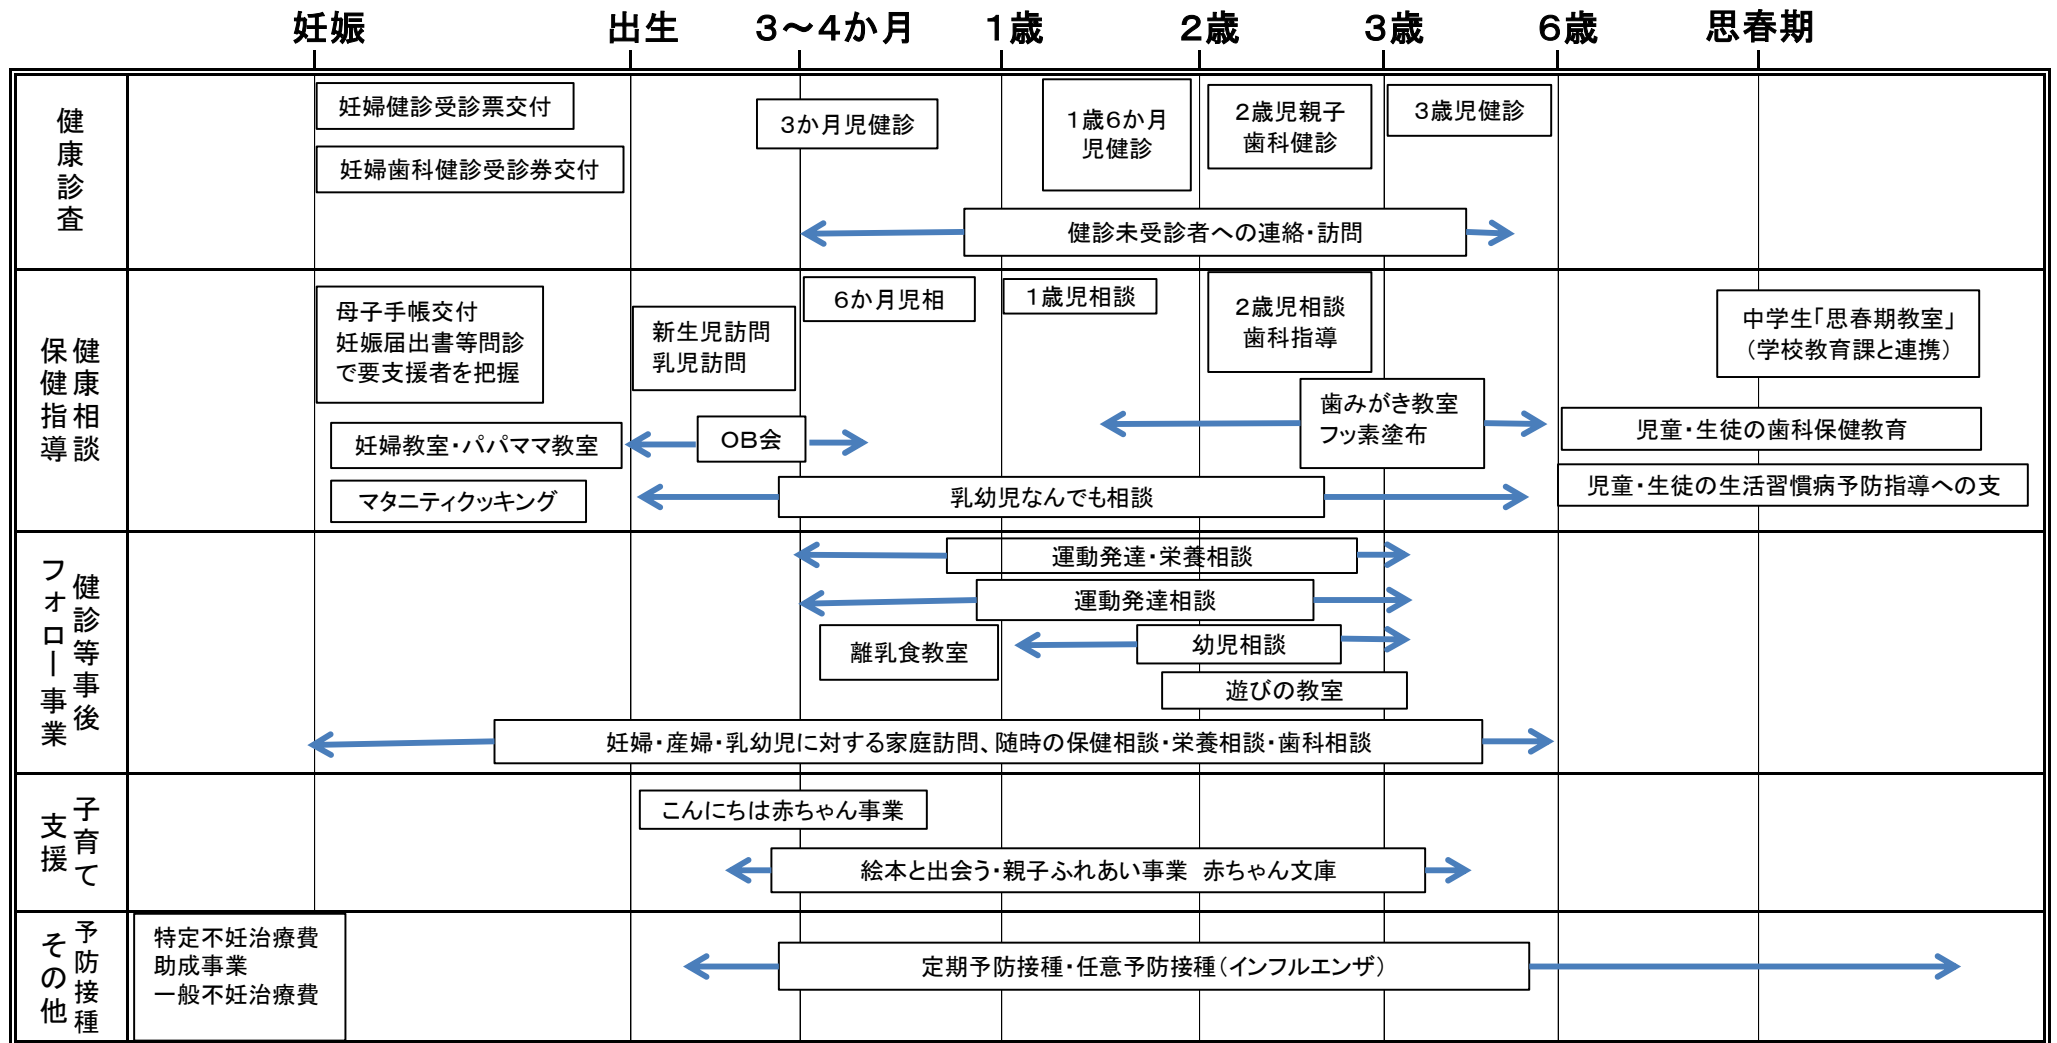 妊娠
出生
3～4か月
1歳
2歳
3歳
6歳
思春期
健康診査
妊婦健診受診票交付
妊婦歯科健診受診券交付
3か月児健診
1歳6か月
児健診
2歳児親子
歯科健診
3歳児健診
健診未受診者への連絡・訪問
健康相談
保健指導
母子手帳交付
妊娠届出書等問診
で要支援者を把握
妊婦教室・パパママ教室
マタニティクッキング
新生児訪問
乳児訪問
OB会
6か月児相
1歳児相談
2歳児相談
歯科指導
歯みがき教室
フッ素塗布
乳幼児なんでも相談
中学生「思春期教室」
（学校教育課と連携）
児童・生徒の歯科保健教育
児童・生徒の生活習慣病予防指導への支
健診等事後
フォロー事業
運動発達・栄養相談
運動発達相談
離乳食教室
幼児相談
遊びの教室
妊婦・産婦・乳幼児に対する家庭訪問、随時の保健相談・栄養相談・歯科相談
子育て
支援
こんにちは赤ちゃん事業
絵本と出会う・親子ふれあい事業　赤ちゃん文庫
予防接種
その他
特定不妊治療費
助成事業
一般不妊治療費
定期予防接種・任意予防接種（インフルエンザ）